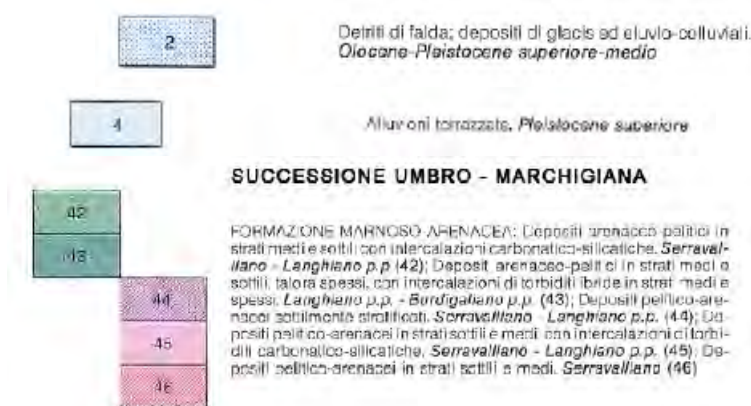 2
Detriti di falda; depositi di glacis ed eluvio-colluviali.
Olocene-Pleistocene superiore-medio
4
Alluvioni terrazzate. Pleistocene superiore
SUCCESSIONE UMBRO - MARCHIGIANA
42
43
44
45
46
FORMAZIONE MARNOSO ARENACEA: Depositi arenaceo-pelitici in
strati medi e sottili con intercalazioni carbonatico-silicatiche. Serraval-
liano - Langhiano p.p (42); Depositi arenaceo-pelitici in strati medi e
sottili, talora spessi, con intercalazioni di torbiditi ibride in strati medi e
spessi. Langhiano p.p. - Burdigaliano p.p. (43); Depositi pelitico-are-
nacei sottilmente stratificati. Serravalliano - Langhiano p.p. (44); De-
positi pelitico-arenacei in strati sottili e medi con intercalazioni di torbi-
diti carbonatico-silicatiche. Serravalliano - Langhiano p.p. (45); De-
positi pelitico-arenacei in strati sottili e medi. Serravalliano (46)